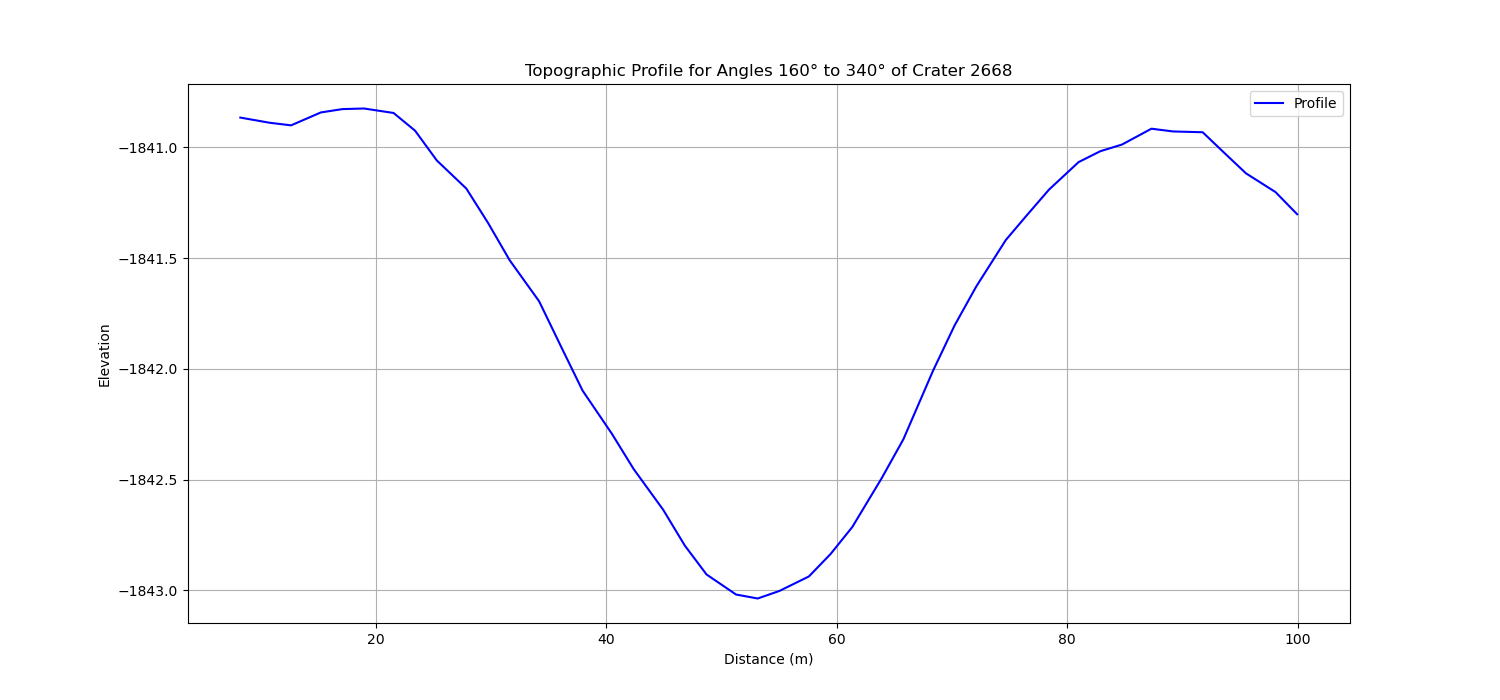 Topographic Profile for Angles 160° to 340° of Crater 2668
Profile
−1841.0
−1841.5
−1842.0
−1842.5
−1843.0
Elevation
20 40 60 80 100
Distance (m)